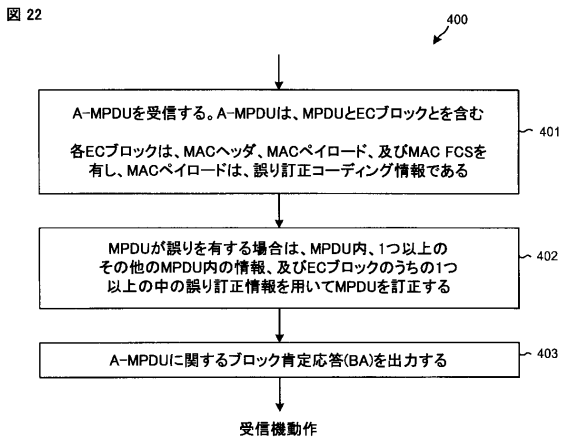 図 22
400
A-MPDUを受信する。A-MPDUは、MPDUとECブロックとを含む
各ECブロックは、MACヘッダ、MACペイロード、及びMAC FCSを
有し、MACペイロードは、誤り訂正コーディング情報である
401
MPDUが誤りを有する場合は、MPDU内、1つ以上の
その他のMPDU内の情報、及びECブロックのうちの1つ
以上の中の誤り訂正情報を用いてMPDUを訂正する
402
A-MPDUに関するブロック肯定応答(BA)を出力する
403
受信機動作